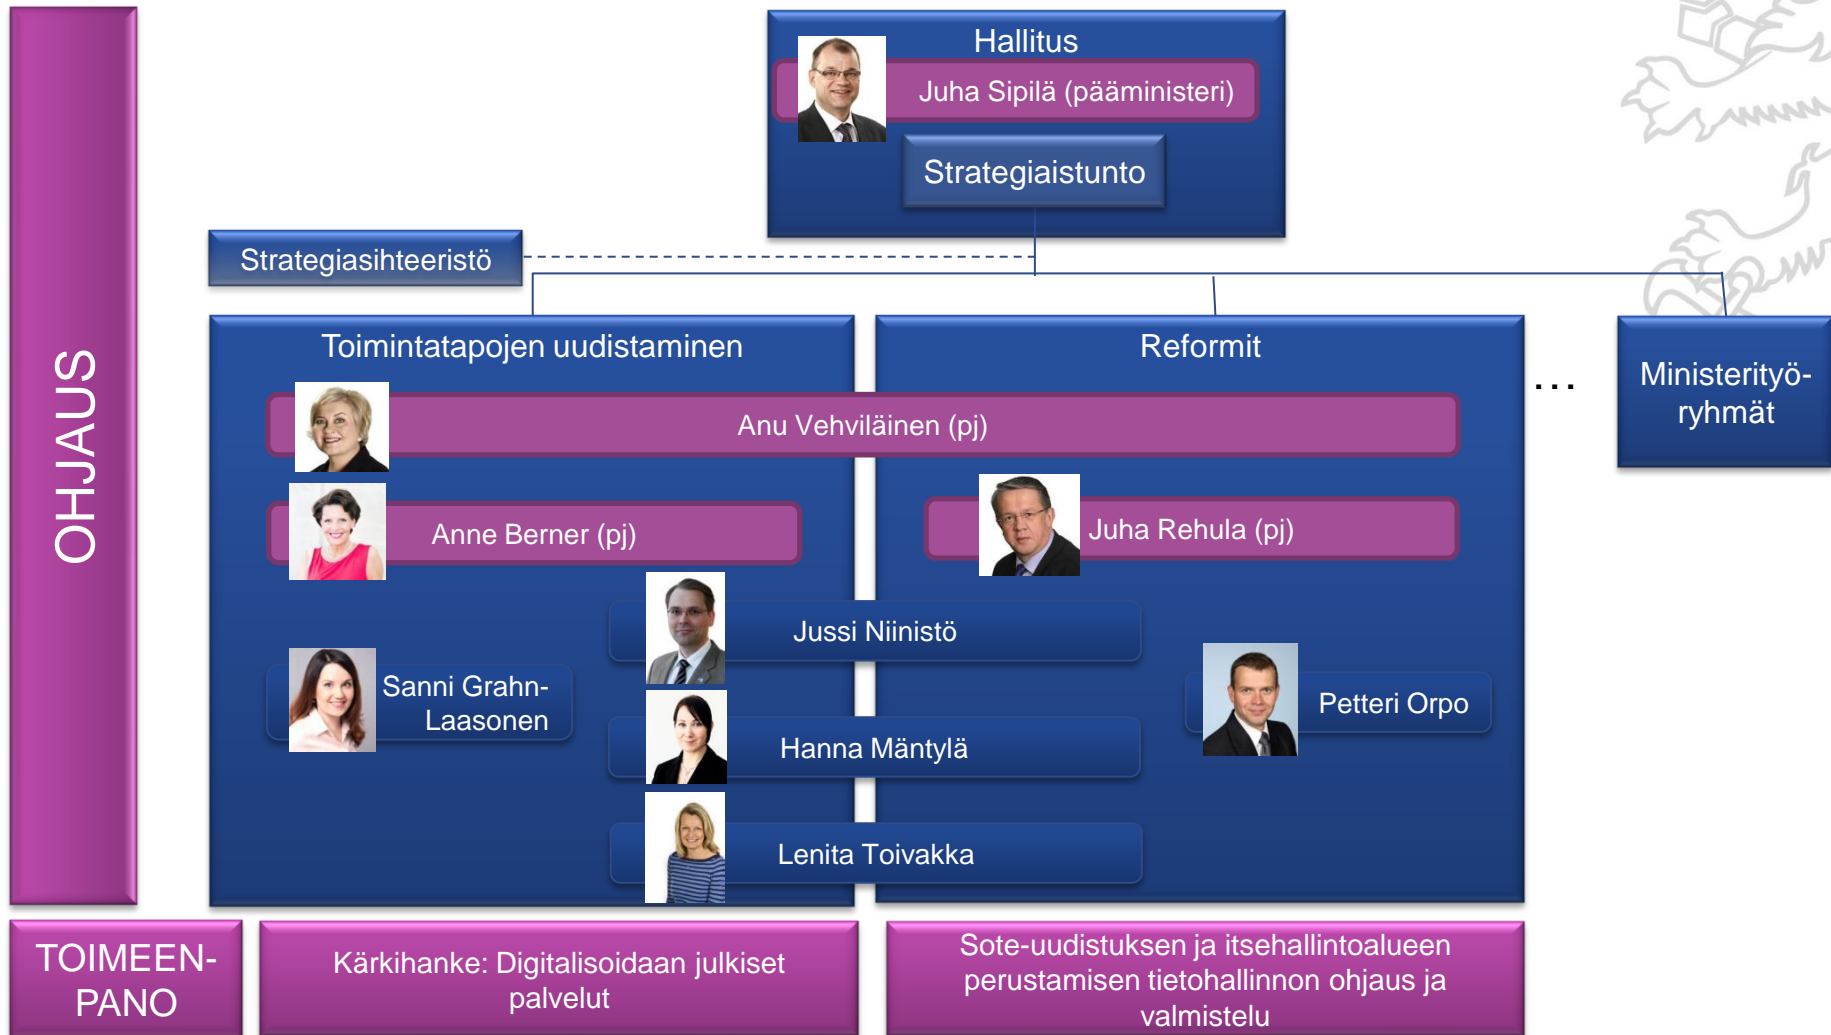 OHJAUS
Hallitus
Juha Sipilä (pääministeri)
Strategiaistunto
Strategiasihteeristö
Toimintatapojen uudistaminen
Reformit
...
Ministerityö-
ryhmät
Anu Vehviläinen (pj)
Anne Berner (pj)
Juha Rehula (pj)
Jussi Niinistö
Sanni Grahn-
Laasonen
Petteri Orpo
Hanna Mäntylä
Lenita Toivakka
TOIMEEN-
PANO
Kärkihanke: Digitalisoidaan julkiset
palvelut
Sote-uudistuksen ja itsehallintoalueen
perustamisen tietohallinnon ohjaus ja
valmistelu